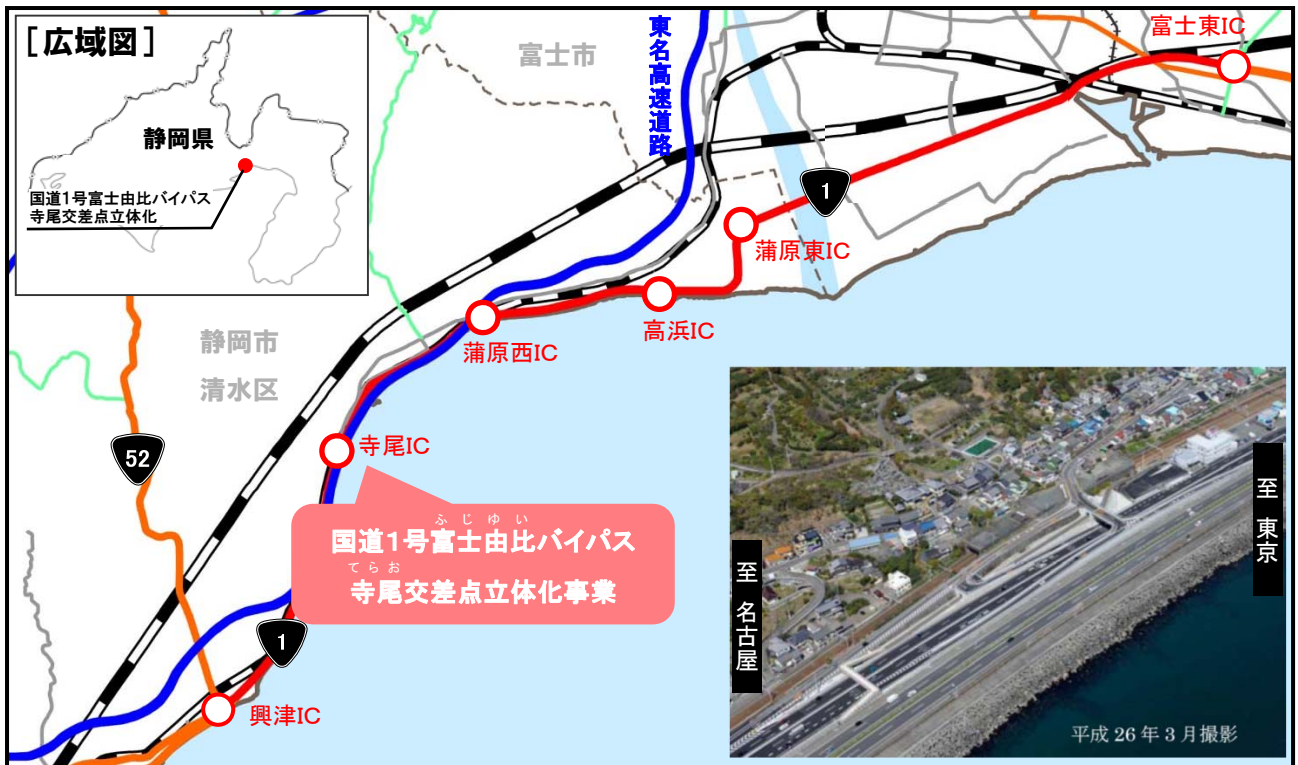 [広域図]
静岡県
国道1号富士由比バイパス
寺尾交差点立体化
富士市
東名高速道路
富士東IC
1
蒲原東IC
高浜IC
蒲原西IC
静岡市
清水区
寺尾IC
52
ふじゆい
国道1号富士由比バイパス
てらお
寺尾交差点立体化事業
1
興津IC
至 名古屋
至 東京
平成 26 年 3 月撮影